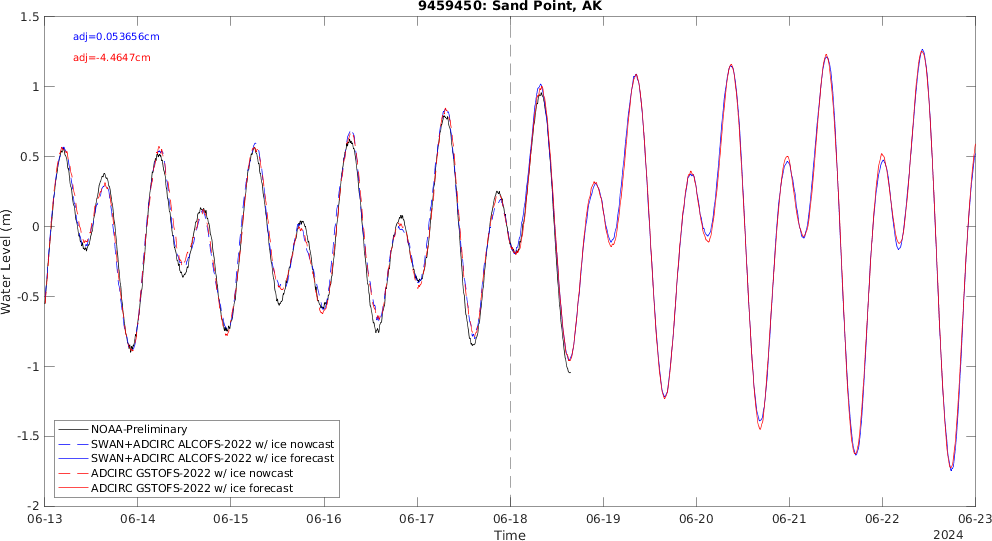 9459450: Sand Point, AK
adj=0.053656cm
adj=-4.4647cm
1.5
1
0.5
0
-0.5
-1
-1.5
-2
Water Level (m)
NOAA-Preliminary
SWAN+ADCIRC ALCOFS-2022 w/ ice nowcast
SWAN+ADCIRC ALCOFS-2022 w/ ice forecast
ADCIRC GSTOFS-2022 w/ ice nowcast
ADCIRC GSTOFS-2022 w/ ice forecast
06-13 06-14 06-15 06-16 06-17 06-18 06-19 06-20 06-21 06-22 06-23
Time
2024